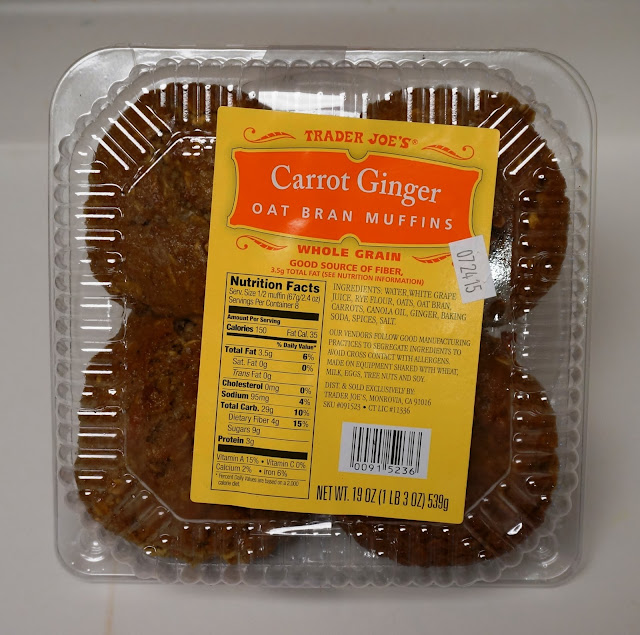 TRADER JOE'S®
Carrot Ginger
OAT BRAN MUFFINS
WHOLE GRAIN
GOOD SOURCE OF FIBER,
3.5g TOTAL FAT (SEE NUTRITION INFORMATION)
072415
Nutrition Facts
Serv. Size 1/2 muffin (67g/2.4 oz)
Servings Per Container 8
Amount Per Serving
Calories 150 Fat Cal. 35
% Daily Value*
Total Fat 3.5g 6%
Sat. Fat 0g 0%
Trans Fat 0g
Cholesterol 0mg 0%
Sodium 95mg 4%
Total Carb. 29g 10%
Dietary Fiber 4g 15%
Sugars 9g
Protein 3g
Vitamin A 15% • Vitamin C 0%
Calcium 2% • Iron 6%
* Percent Daily Values are based on a 2,000
calorie diet.
INGREDIENTS: WATER, WHITE GRAPE
JUICE, RYE FLOUR, OATS, OAT BRAN,
CARROTS, CANOLA OIL, GINGER, BAKING
SODA, SPICES, SALT.
OUR VENDORS FOLLOW GOOD MANUFACTURING
PRACTICES TO SEGREGATE INGREDIENTS TO
AVOID CROSS CONTACT WITH ALLERGENS.
MADE ON EQUIPMENT SHARED WITH WHEAT,
MILK, EGGS, TREE NUTS AND SOY.
DIST. & SOLD EXCLUSIVELY BY:
TRADER JOE'S, MONROVIA, CA 91016
SKU #091523 • CT LIC #11336
0091 5236
NET WT. 19 OZ (1 LB 3 OZ) 539g